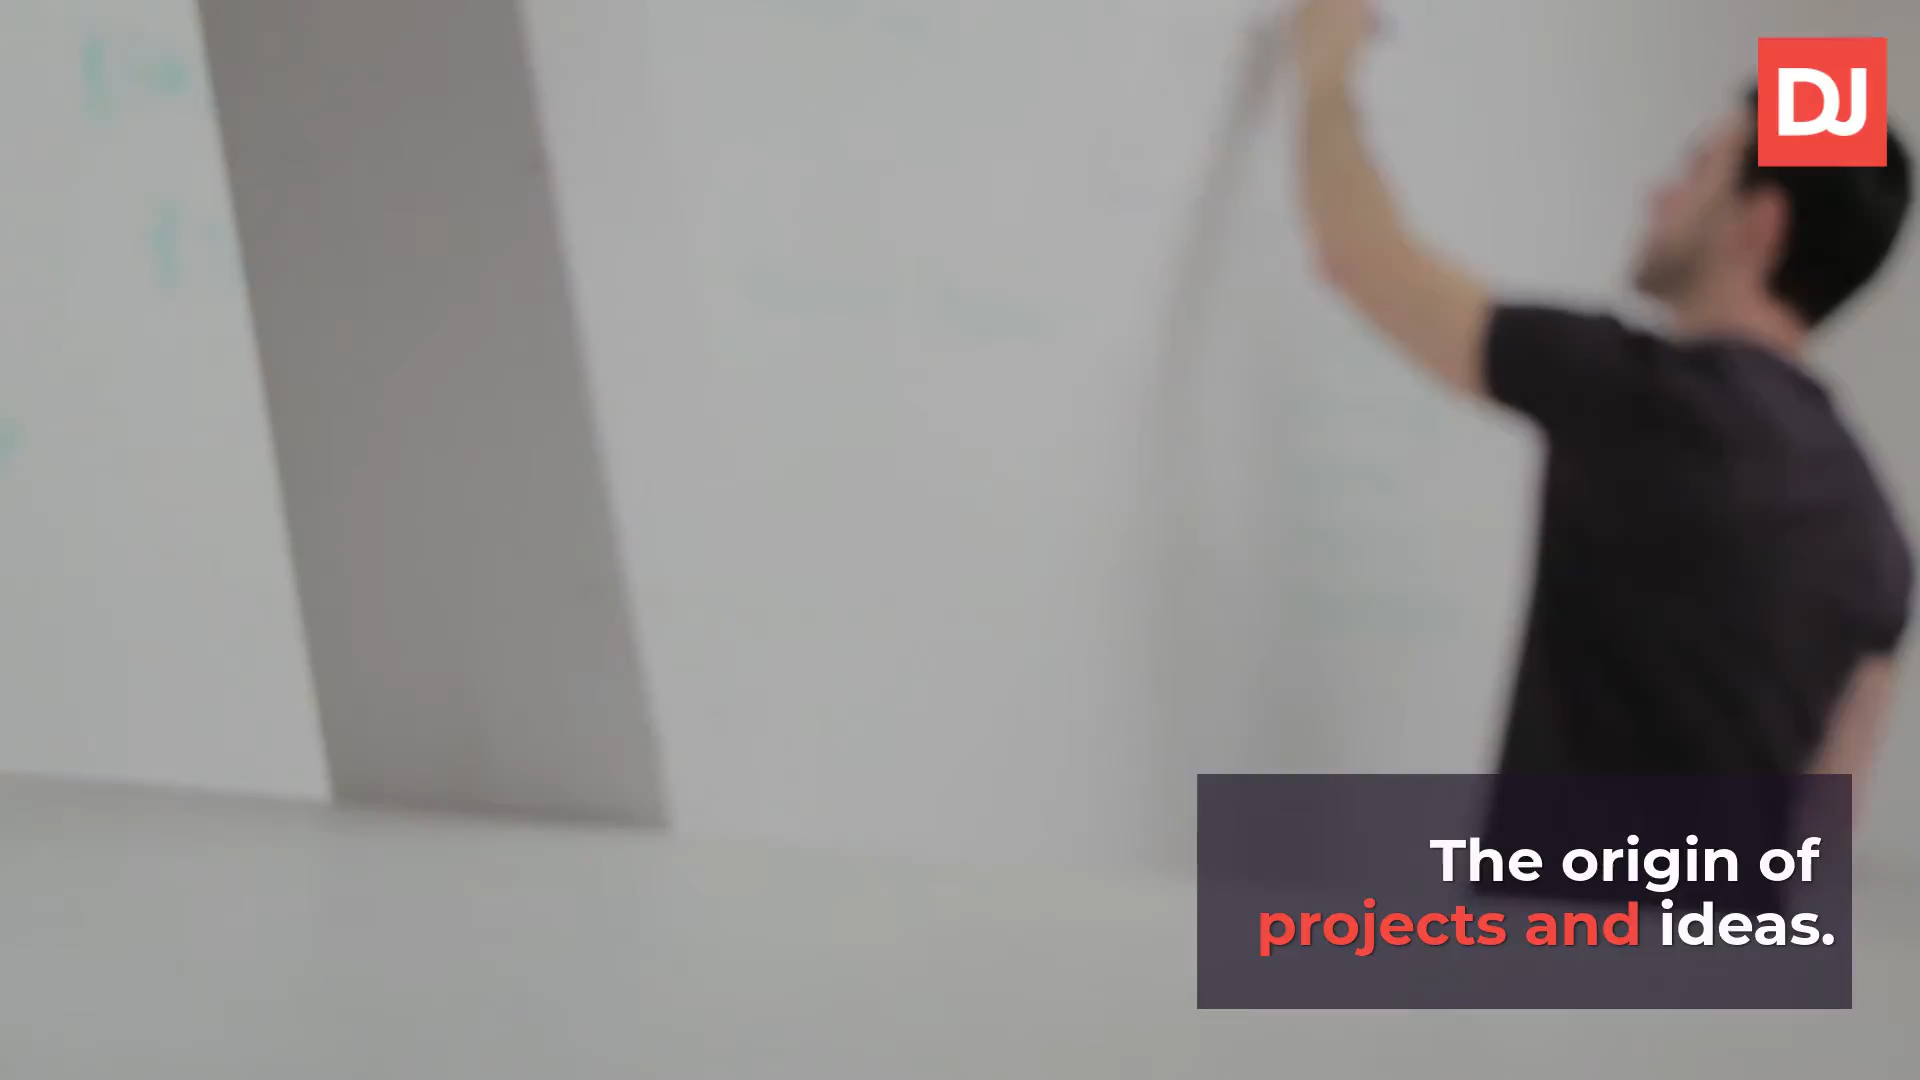 DJ
The origin of
projects and ideas.